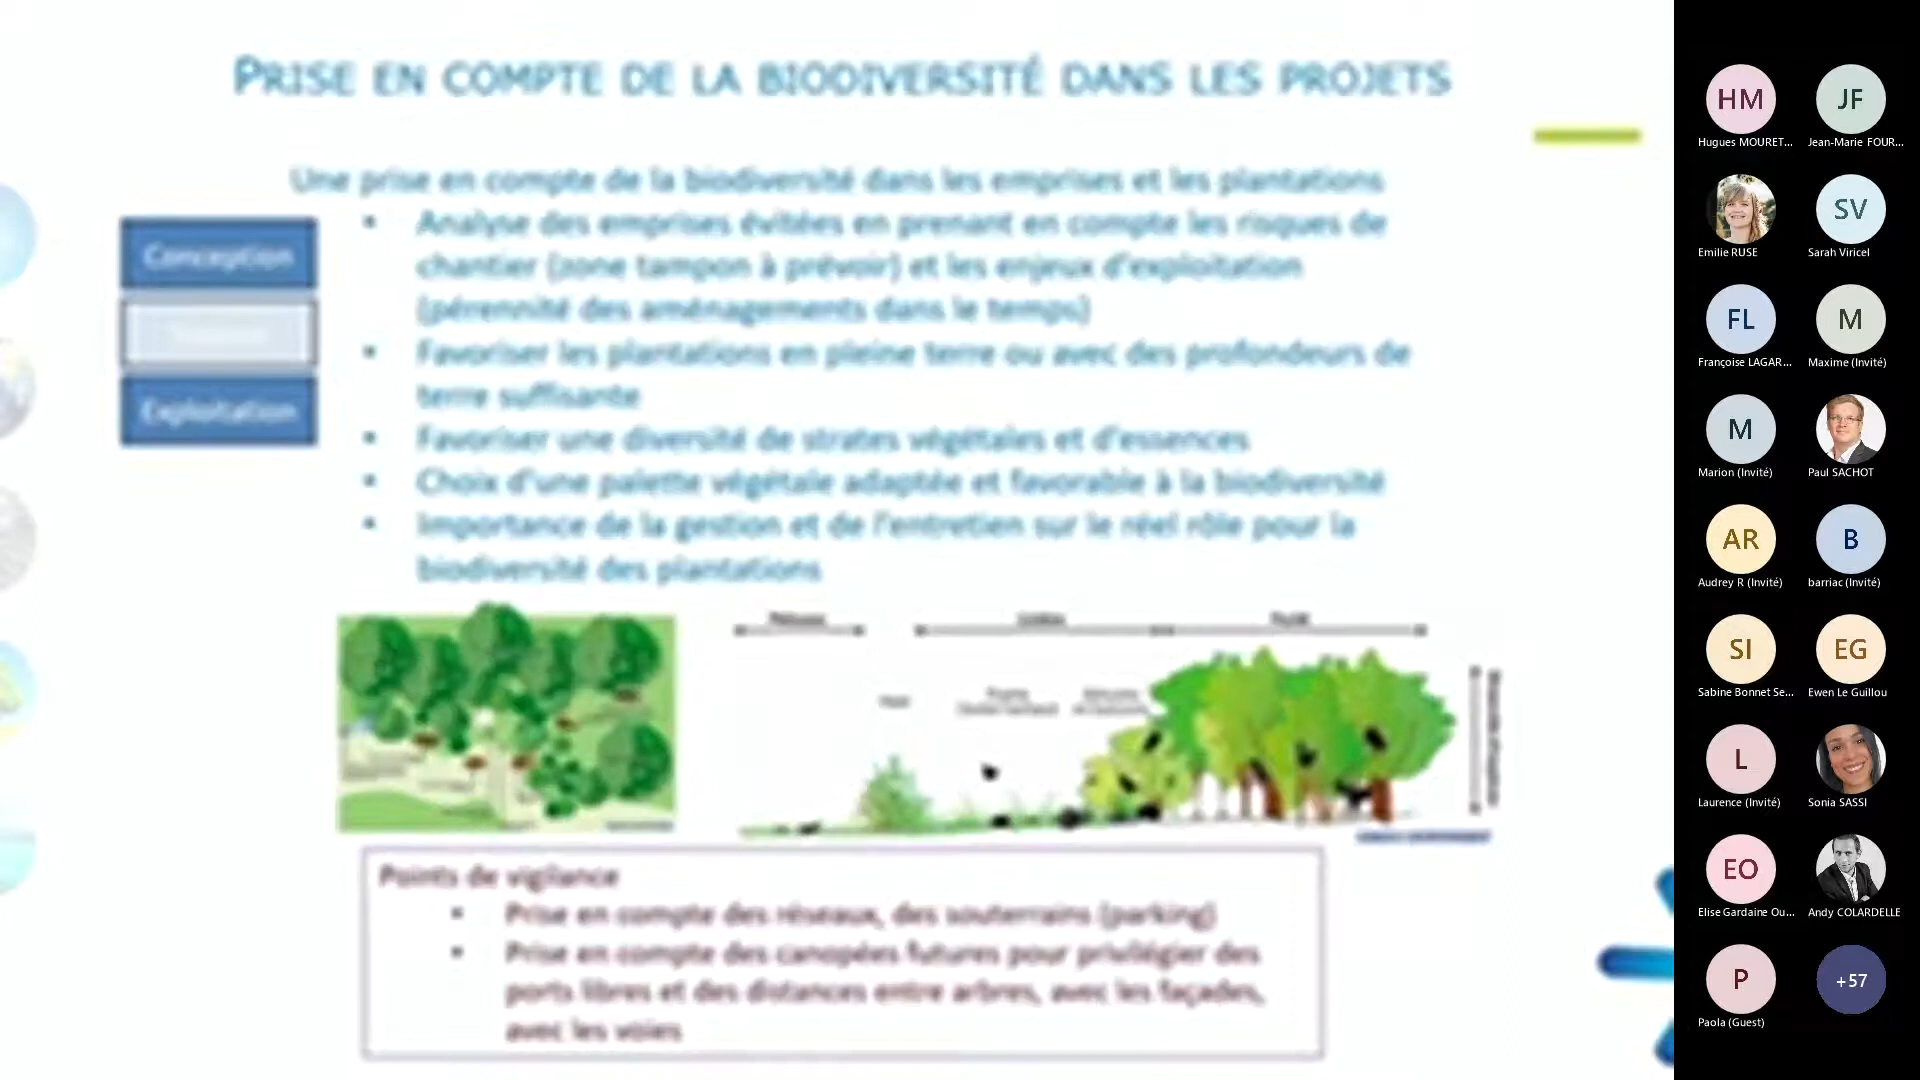 PRISE EN COMPTE DE LA BIODIVERSITÉ DANS LES PROJETS
Une prise en compte de la biodiversité dans les emprises et les plantations
Conception
Exploitation
• Analyse des emprises évitées en prenant en compte les risques de
chantier (zone tampon à prévoir) et les enjeux d'exploitation
(pérennité des aménagements dans le temps)
• Favoriser les plantations en pleine terre ou avec des profondeurs de
terre suffisante
• Favoriser une diversité de strates végétales et d'essences
• Choix d'une palette végétale adaptée et favorable à la biodiversité
• Importance de la gestion et de l'entretien sur le réel rôle pour la
biodiversité des plantations
Points de vigilance
• Prise en compte des réseaux, des souterrains (parking)
• Prise en compte des canopées futures pour privilégier des
ports libres et des distances entre arbres, avec les façades,
avec les voies
HM
Hugues MOURET...
JF
Jean-Marie FOUR...
Emilie RUSE
SV
Sarah Viricel
FL
Françoise LAGAR...
M
Maxime (Invité)
M
Marion (Invité)
Paul SACHOT
AR
Audrey R (Invité)
B
barriac (Invité)
SI
Sabine Bonnet Se...
EG
Ewen Le Guillou
L
Laurence (Invité)
Sonia SASSI
EO
Elise Gardaine Ou...
Andy COLARDELLE
P
Paola (Guest)
+57